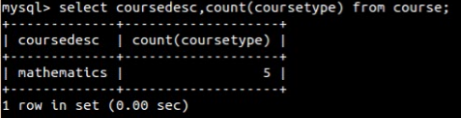 mysql> select coursedesc,count(coursetype) from course;
+-------------+-------------------+
| coursedesc  | count(coursetype) |
+-------------+-------------------+
| mathematics |                 5 |
+-------------+-------------------+
1 row in set (0.00 sec)